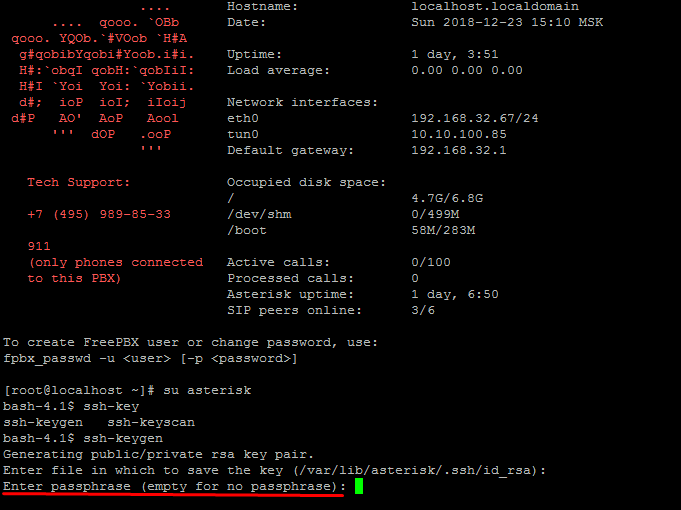 .... Hostname: localhost.localdomain
.... qooo. `OBb Date: Sun 2018-12-23 15:10 MSK
qooo. YQOb.`#VOob `H#A
g#qobibYqobi#Yoob.i#i. Uptime: 1 day, 3:51
H#:`obqI qobH:`qobIiI: Load average: 0.00 0.00 0.00
H#I `Yoi Yoi: `Yobii.
d#; ioP ioI; iIoij Network interfaces:
d#P AO' AoP Aool eth0 192.168.32.67/24
''' dOP .ooP tun0 10.10.100.85
''' Default gateway: 192.168.32.1
Tech Support: Occupied disk space:
/ 4.7G/6.8G
+7 (495) 989-85-33 /dev/shm 0/499M
/boot 58M/283M
911
(only phones connected Active calls: 0/100
to this PBX) Processed calls: 0
Asterisk uptime: 1 day, 6:50
SIP peers online: 3/6
To create FreePBX user or change password, use:
fpbx_passwd -u <user> [-p <password>]
[root@localhost ~]# su asterisk
bash-4.1$ ssh-key
ssh-keygen ssh-keyscan
bash-4.1$ ssh-keygen
Generating public/private rsa key pair.
Enter file in which to save the key (/var/lib/asterisk/.ssh/id_rsa):
Enter passphrase (empty for no passphrase):